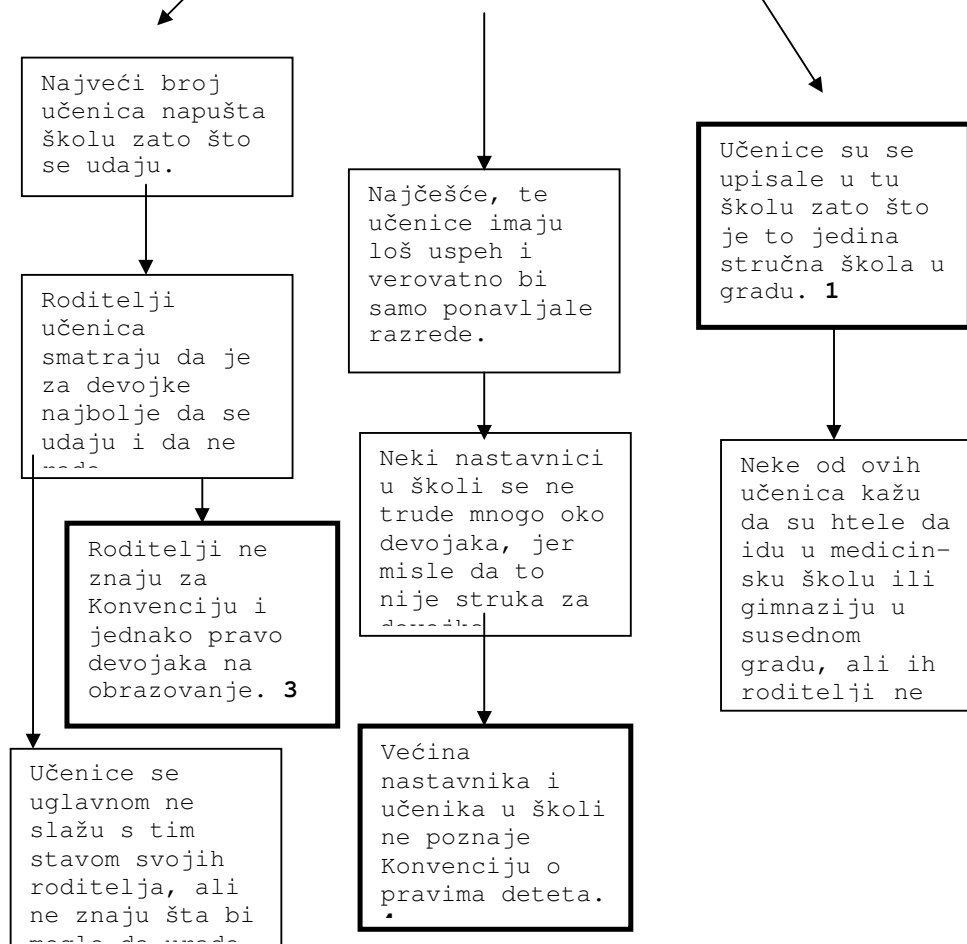 Najveći broj
učenica napušta
školu zato što
se udaju.
Roditelji
učenica
smatraju da je
za devojke
najbolje da se
udaju i da ne
Roditelji ne
znaju za
Konvenciju i
jednako pravo
devojaka na
obrazovanje. 3
Učenice se
uglavnom ne
slažu s tim
stavom svojih
roditelja, ali
ne znaju šta bi
mogle da urade
Najčešće, te
učenice imaju
loš uspeh i
verovatno bi
samo ponavljale
razrede.
Neki nastavnici
u školi se ne
trude mnogo oko
devojaka, jer
misle da to
nije struka za
Većina
nastavnika i
učenika u školi
ne poznaje
Konvenciju o
pravima deteta.
Učenice su se
upisale u tu
školu zato što
je to jedina
stručna škola u
gradu. 1
Neke od ovih
učenica kažu
da su htele da
idu u medicin-
sku školu ili
gimnaziju u
susednom
gradu, ali ih
roditelji ne